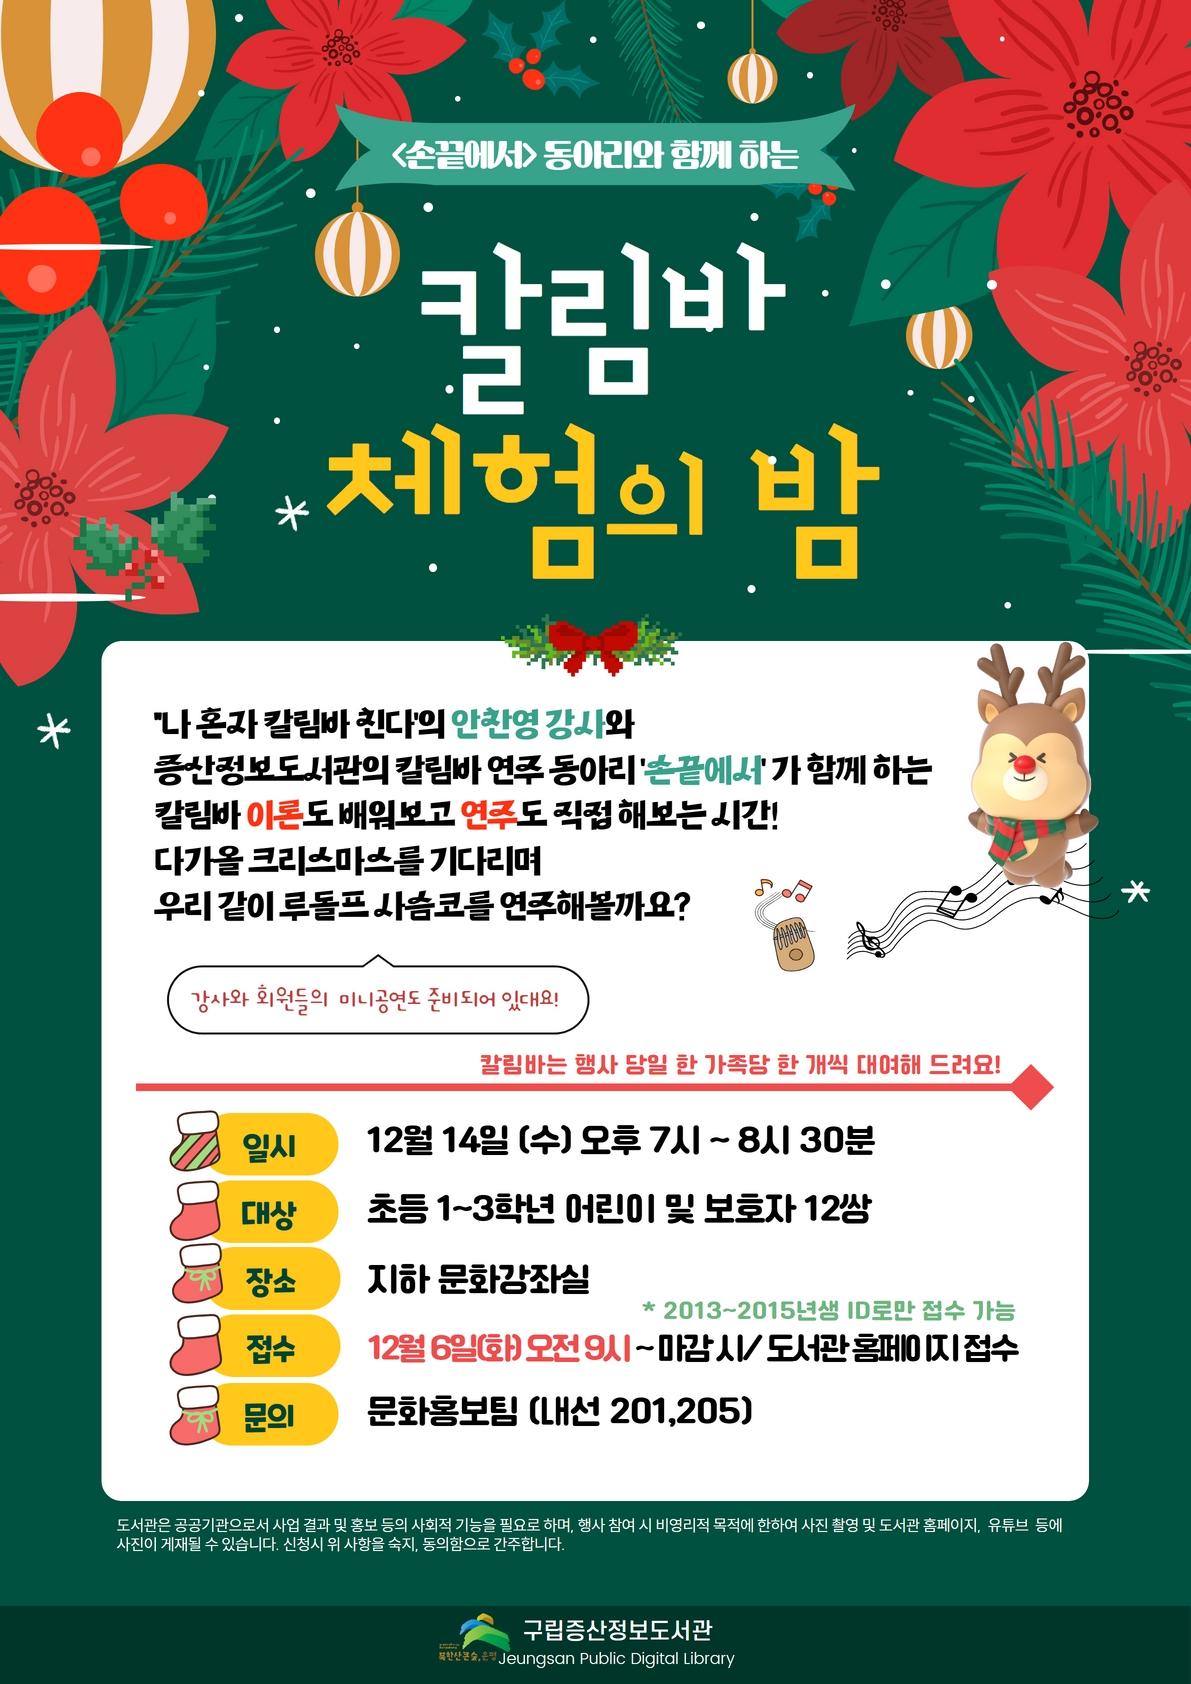 <손끝에서> 동아리와 함께 하는
칼림바
체험의 밤
"나 혼자 칼림바 친다'의 안찬영 강사와
증산정보도서관의 칼림바 연주 동아리 '손끝에서' 가 함께 하는
칼림바 이론도 배워보고 연주도 직접 해보는 시간!
다가올 크리스마스를 기다리며
우리 같이 루돌프 사슴코를 연주해볼까요?
강사와 회원들의 미니공연도 준비되어 있대요!
칼림바는 행사 당일 한 가족당 한 개씩 대여해 드려요!
일시 12월 14일 (수) 오후 7시 ~ 8시 30분
대상 초등 1~3학년 어린이 및 보호자 12쌍
장소 지하 문화강좌실
* 2013~2015년생 ID로만 접수 가능
접수 12월 6일(화) 오전 9시 ~ 마감 시/ 도서관 홈페이지 접수
문의 문화홍보팀 (내선 201,205)
도서관은 공공기관으로서 사업 결과 및 홍보 등의 사회적 기능을 필요로 하며, 행사 참여 시 비영리적 목적에 한하여 사진 촬영 및 도서관 홈페이지, 유튜브 등에
사진이 게재될 수 있습니다. 신청시 위 사항을 숙지, 동의함으로 간주합니다.
구립증산정보도서관
북한산큰숲, 은평
Jeungsan Public Digital Library